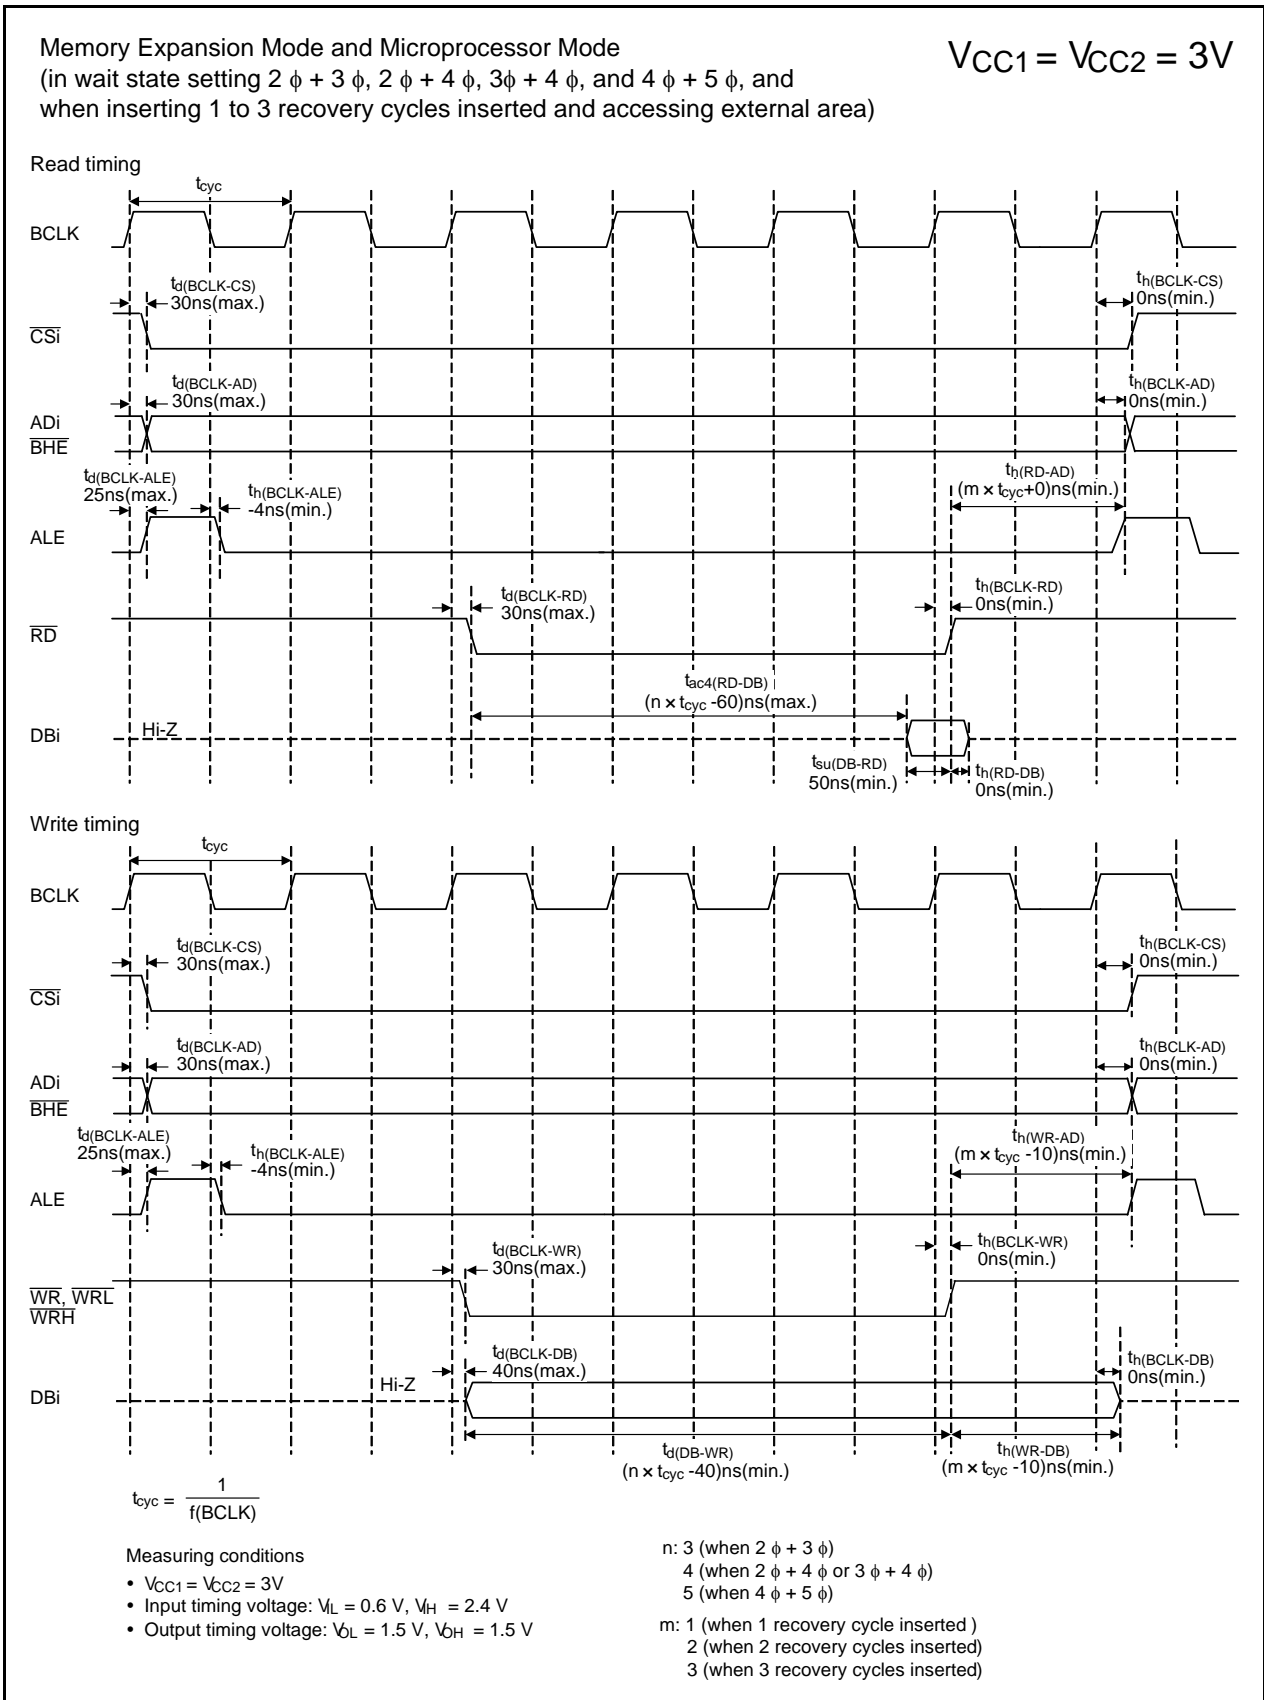 Memory Expansion Mode and Microprocessor Mode
(in wait state setting 2 ϕ + 3 ϕ, 2 ϕ + 4 ϕ, 3ϕ + 4 ϕ, and 4 ϕ + 5 ϕ, and
when inserting 1 to 3 recovery cycles inserted and accessing external area)
VCC1 = VCC2 = 3V
Read timing
tcyc
BCLK
td(BCLK-CS)
30ns(max.)
th(BCLK-CS)
0ns(min.)
CSi
td(BCLK-AD)
30ns(max.)
th(BCLK-AD)
0ns(min.)
ADi
BHE
td(BCLK-ALE)
25ns(max.)
th(BCLK-ALE)
-4ns(min.)
th(RD-AD)
(m × tcyc+0)ns(min.)
ALE
td(BCLK-RD)
30ns(max.)
th(BCLK-RD)
0ns(min.)
RD
tac4(RD-DB)
(n × tcyc -60)ns(max.)
DBi
Hi-Z
tsu(DB-RD)
50ns(min.)
th(RD-DB)
0ns(min.)
Write timing
tcyc
BCLK
td(BCLK-CS)
30ns(max.)
th(BCLK-CS)
0ns(min.)
CSi
td(BCLK-AD)
30ns(max.)
th(BCLK-AD)
0ns(min.)
ADi
BHE
td(BCLK-ALE)
25ns(max.)
th(BCLK-ALE)
-4ns(min.)
th(WR-AD)
(m × tcyc -10)ns(min.)
ALE
td(BCLK-WR)
30ns(max.)
th(BCLK-WR)
0ns(min.)
WR, WRL
WRH
td(BCLK-DB)
40ns(max.)
th(BCLK-DB)
0ns(min.)
Hi-Z
DBi
td(DB-WR)
(n × tcyc -40)ns(min.)
th(WR-DB)
(m × tcyc -10)ns(min.)
tcyc = 1
f(BCLK)
Measuring conditions
• VCC1 = VCC2 = 3V
• Input timing voltage: VIL = 0.6 V, VIH = 2.4 V
• Output timing voltage: VOL = 1.5 V, VOH = 1.5 V
n: 3 (when 2 ϕ + 3 ϕ)
4 (when 2 ϕ + 4 ϕ or 3 ϕ + 4 ϕ)
5 (when 4 ϕ + 5 ϕ)
m: 1 (when 1 recovery cycle inserted )
2 (when 2 recovery cycles inserted)
3 (when 3 recovery cycles inserted)